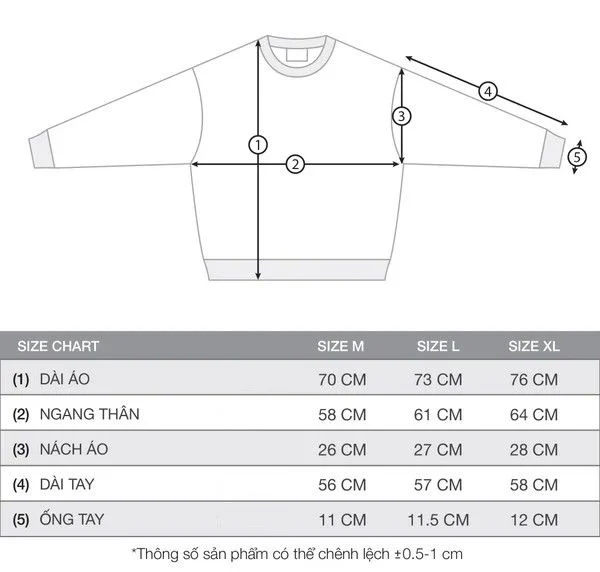 4
3
1
2
5
SIZE CHART SIZE M SIZE L SIZE XL
(1) DÀI ÁO 70 CM 73 CM 76 CM
(2) NGANG THÂN 58 CM 61 CM 64 CM
(3) NÁCH ÁO 26 CM 27 CM 28 CM
(4) DÀI TAY 56 CM 57 CM 58 CM
(5) ỐNG TAY 11 CM 11.5 CM 12 CM
*Thông số sản phẩm có thể chênh lệch ±0.5-1 cm